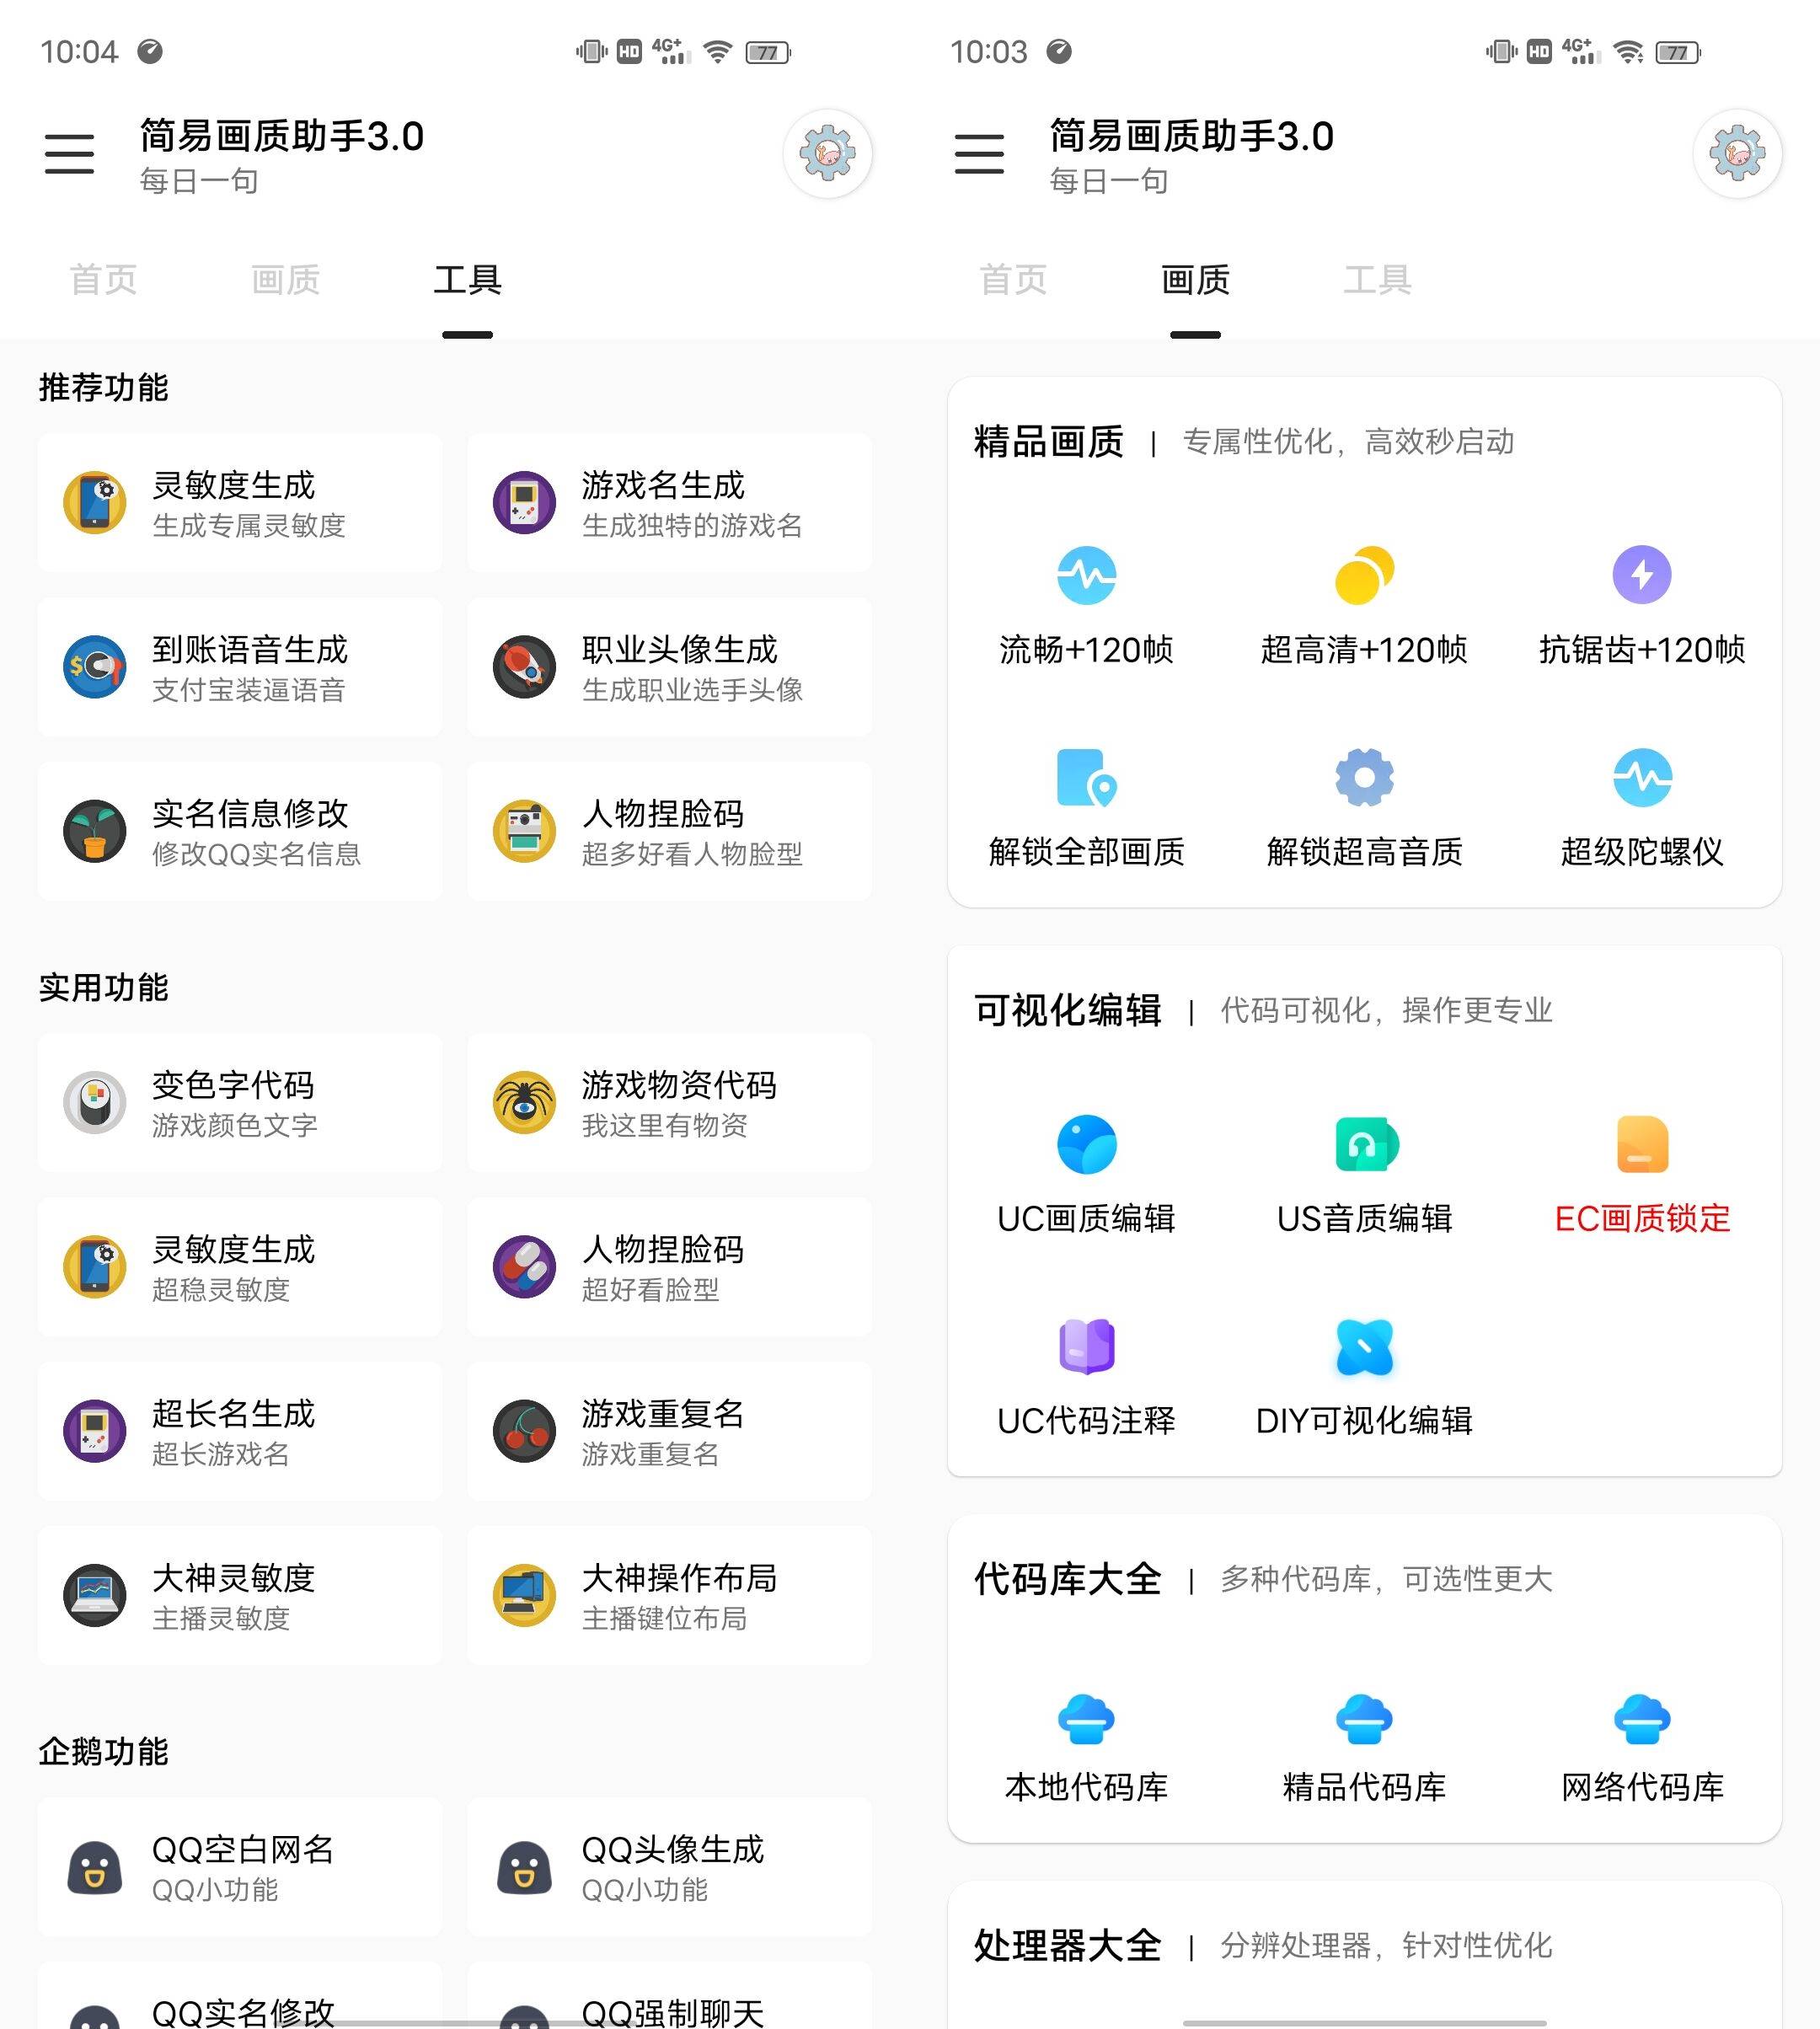 10:04
HD 4G+ 77
简易画质助手3.0
每日一句
首页 画质 工具
推荐功能
灵敏度生成 游戏名生成
生成专属灵敏度 生成独特的游戏名
到账语音生成 职业头像生成
支付宝装逼语音 生成职业选手头像
实名信息修改 人物捏脸码
修改QQ实名信息 超多好看人物脸型
实用功能
变色字代码 游戏物资代码
游戏颜色文字 我这里有物资
灵敏度生成 人物捏脸码
超稳灵敏度 超好看脸型
超长名生成 游戏重复名
超长游戏名 游戏重复名
大神灵敏度 大神操作布局
主播灵敏度 主播键位布局
企鹅功能
QQ空白网名 QQ头像生成
QQ小功能 QQ小功能
QQ实名修改 QQ强制聊天
10:03
HD 4G+ 77
简易画质助手3.0
每日一句
首页 画质 工具
精品画质 | 专属性优化，高效秒启动
流畅+120帧 超高清+120帧 抗锯齿+120帧
解锁全部画质 解锁超高音质 超级陀螺仪
可视化编辑 | 代码可视化，操作更专业
UC画质编辑 US音质编辑 EC画质锁定
UC代码注释 DIY可视化编辑
代码库大全 | 多种代码库，可选性更大
本地代码库 精品代码库 网络代码库
处理器大全 | 分辨处理器，针对性优化